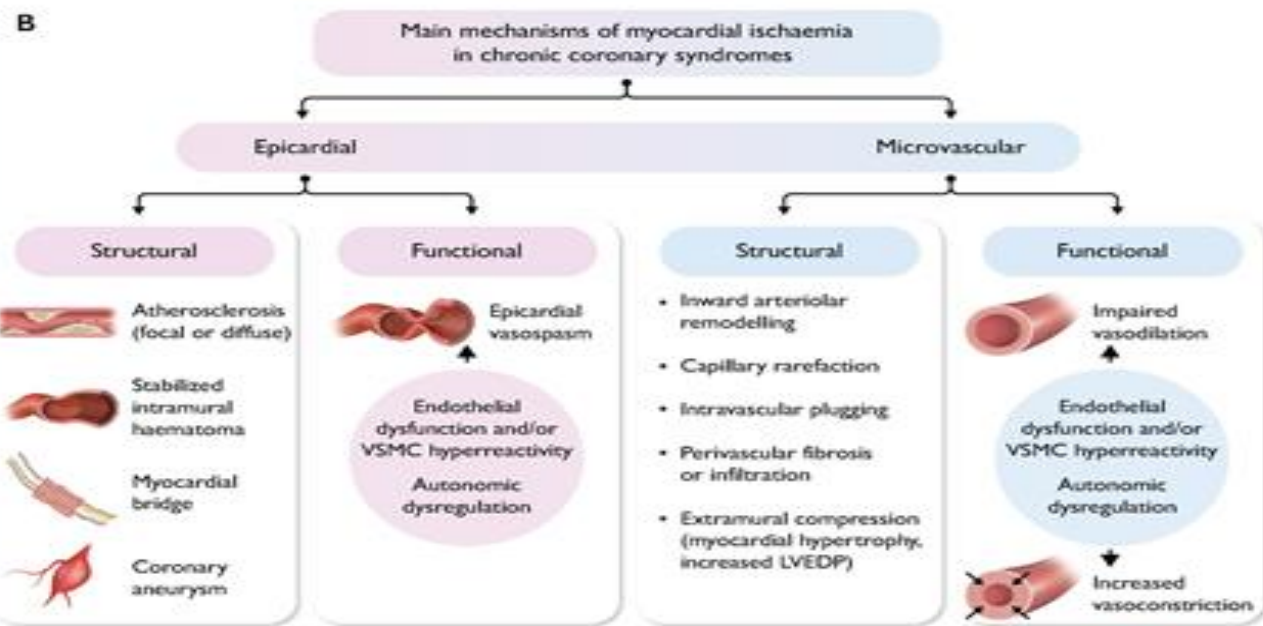 B
Main mechanisms of myocardial ischaemia
in chronic coronary syndromes
Epicardial
Microvascular
Structural
Atherosclerosis
(focal or diffuse)
Stabilized
intramural
haematoma
Myocardial
bridge
Coronary
aneurysm
Functional
Epicardial
vasospasm
Endothelial
dysfunction and/or
VSMC hyperreactivity
Autonomic
dysregulation
Structural
• Inward arteriolar
remodelling
• Capillary rarefaction
• Intravascular plugging
• Perivascular fibrosis
or infiltration
• Extramural compression
(myocardial hypertrophy,
increased LVEDP)
Functional
Impaired
vasodilation
Endothelial
dysfunction and/or
VSMC hyperreactivity
Autonomic
dysregulation
Increased
vasoconstriction